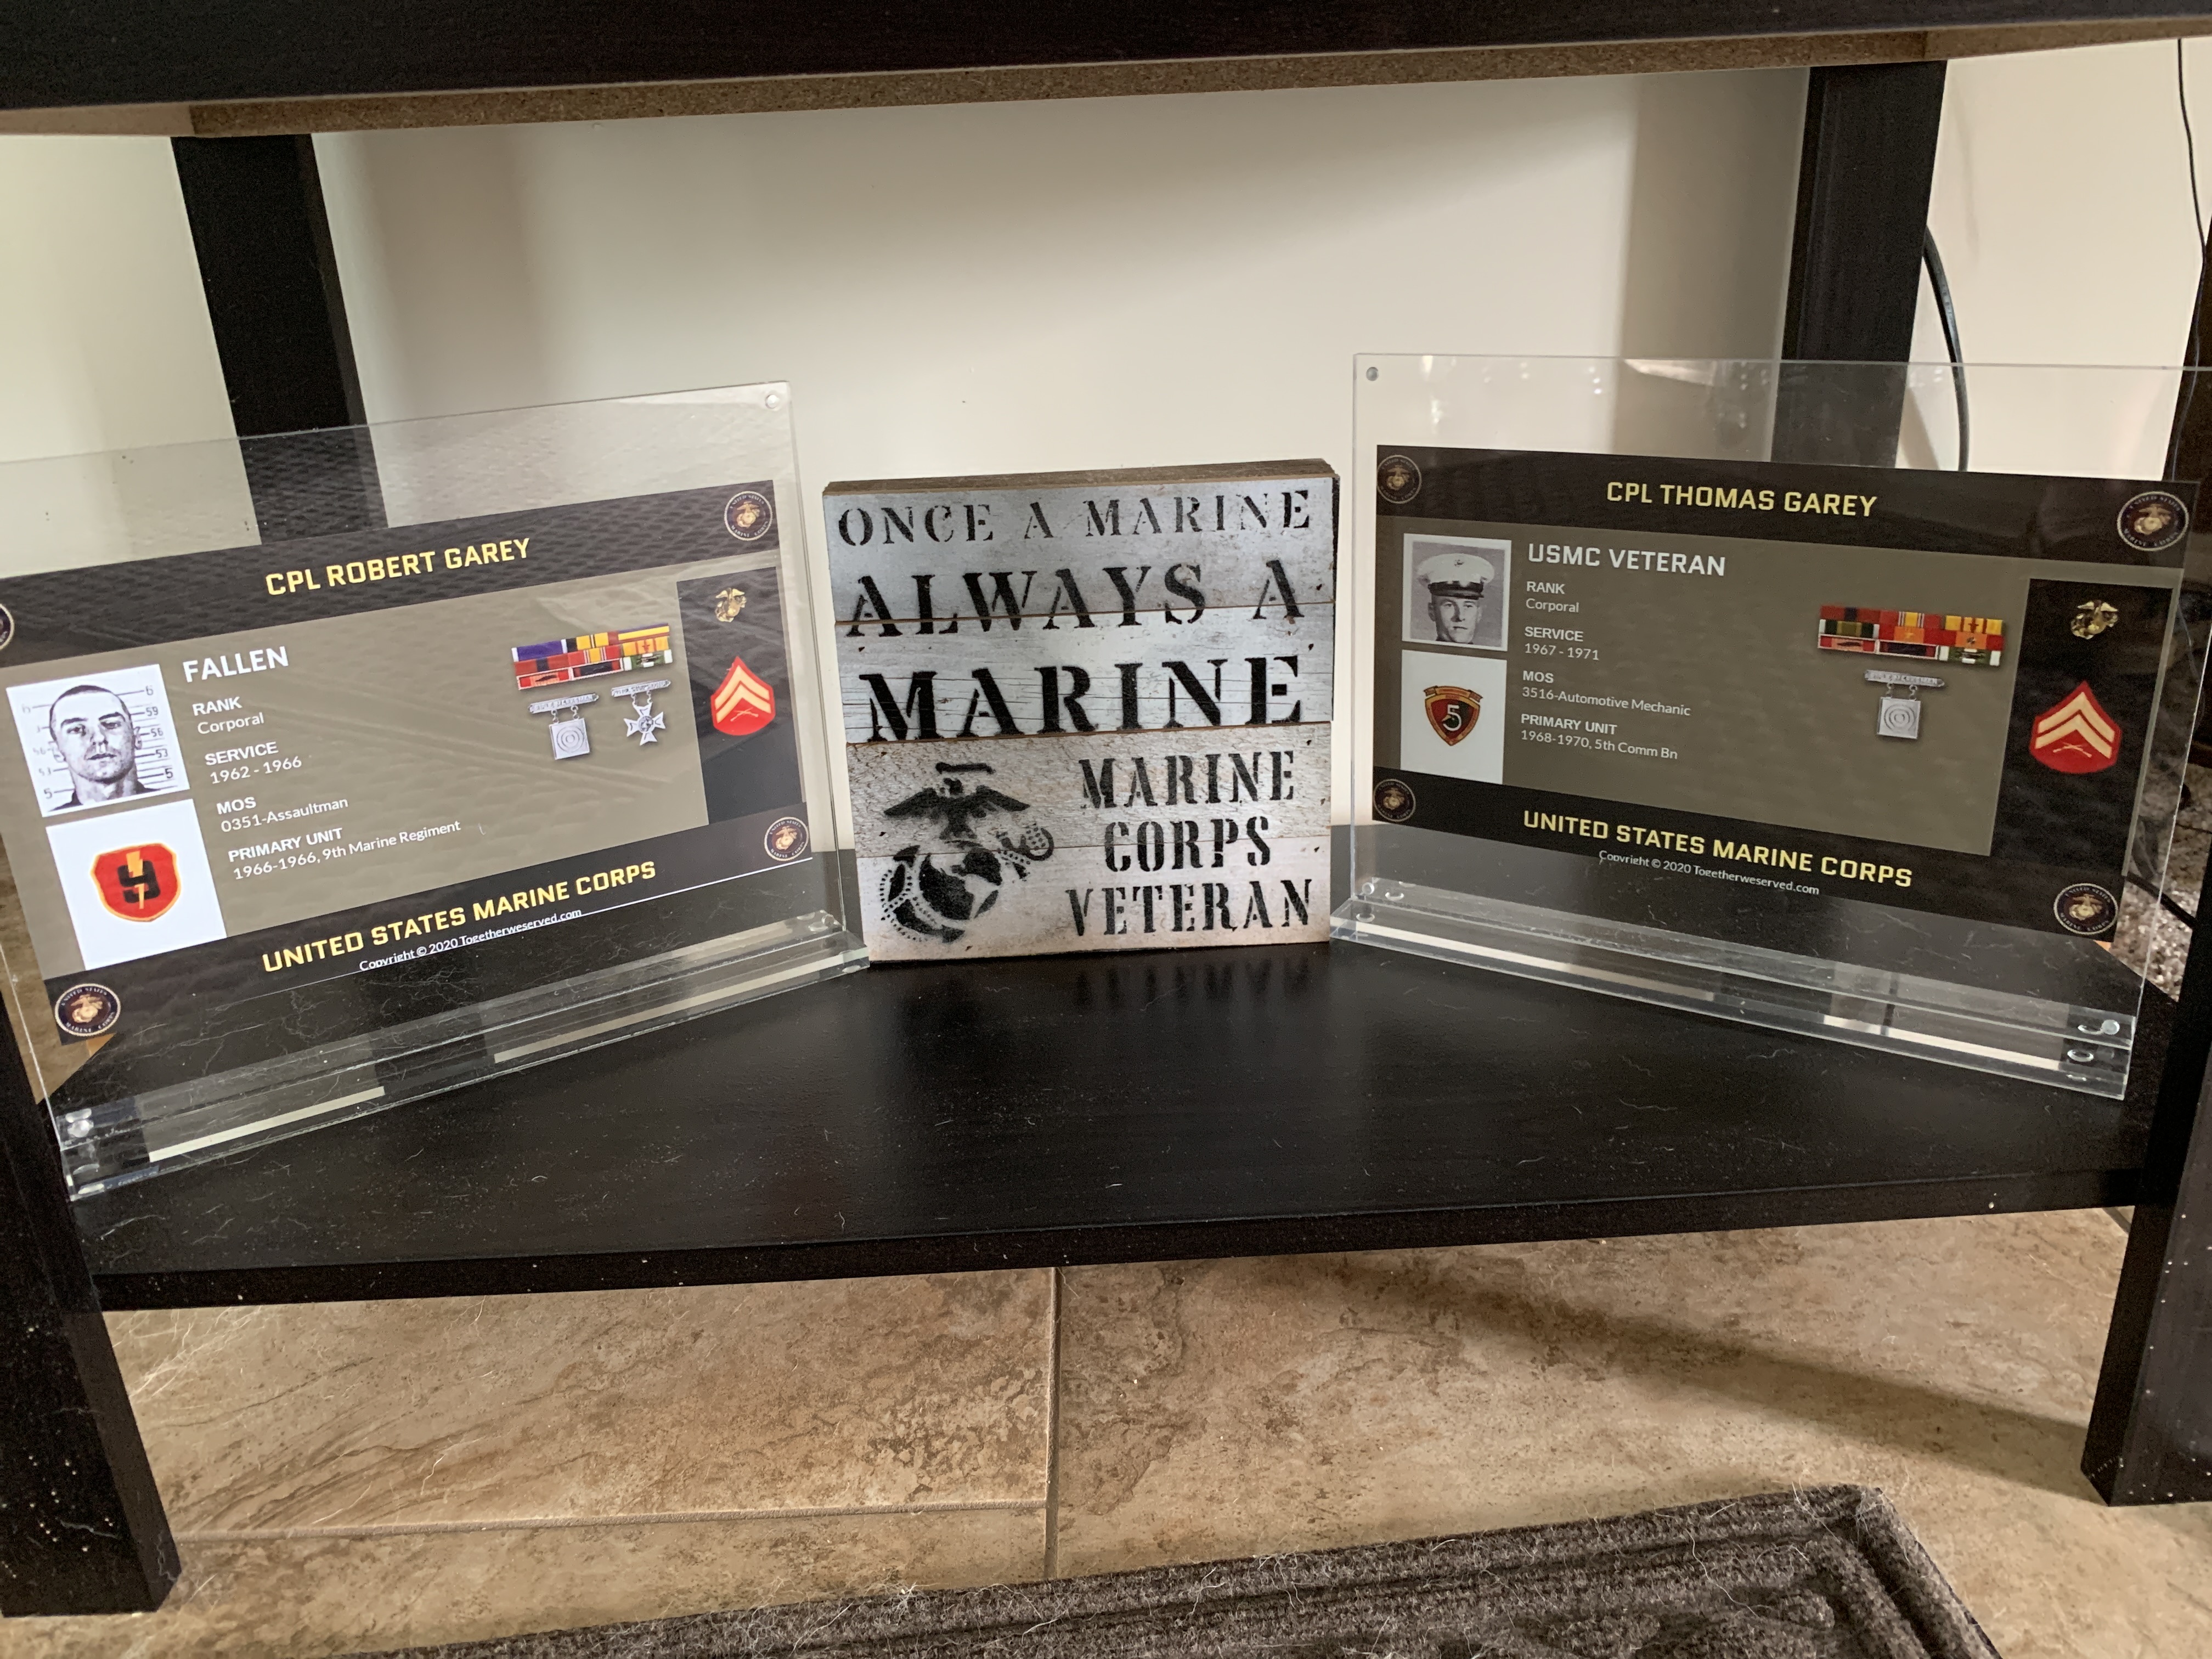 CPL ROBERT GAREY
FALLEN
RANK
Corporal
SERVICE
1962 - 1966
MOS
0351-Assaultman
PRIMARY UNIT
1966-1966, 9th Marine Regiment
9
UNITED STATES MARINE CORPS
Copyright © 2020 Togetherweserved.com
ONCE A MARINE
ALWAYS A
MARINE
MARINE
CORPS
VETERAN
CPL THOMAS GAREY
USMC VETERAN
RANK
Corporal
SERVICE
1967 - 1971
MOS
3516-Automotive Mechanic
PRIMARY UNIT
1968-1970, 5th Comm Bn
5
UNITED STATES MARINE CORPS
Copyright © 2020 Togetherweserved.com